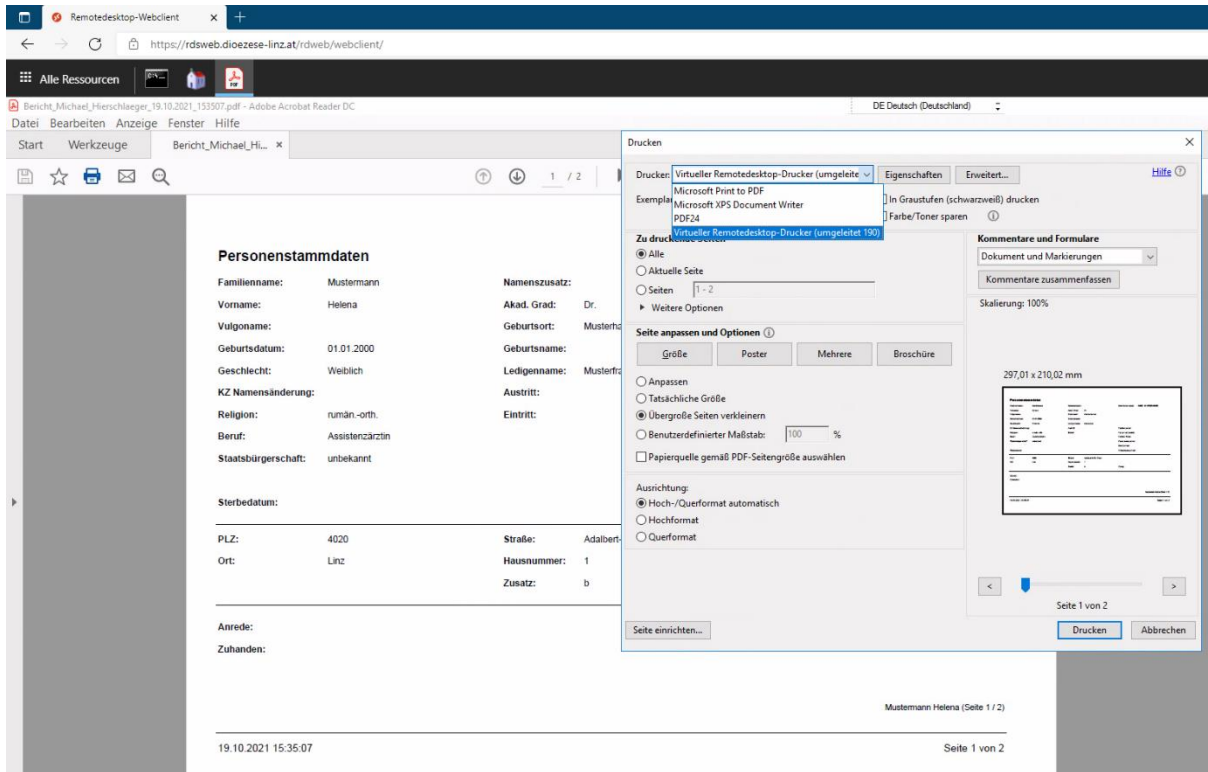 Remotedesktop-Webclient
https://rdsweb.dioezese-linz.at/rdweb/webclient/
Alle Ressourcen
Bericht_Michael_Hierschlaeger_19.10.2021_153507.pdf - Adobe Acrobat Reader DC
DE Deutsch (Deutschland)
Datei Bearbeiten Anzeige Fenster Hilfe
Start Werkzeuge Bericht_Michael_Hi...
1 / 2
Personenstammdaten
Familienname: Mustermann Namenszusatz:
Vorname: Helena Akad. Grad: Dr.
Vulgoname: Geburtsort:
Geburtsdatum: 01.01.2000 Geburtsname:
Geschlecht: Weiblich Ledigenname:
KZ Namensänderung: Austritt:
Religion: rumän.-orth. Eintritt:
Beruf: Assistenzärztin
Staatsbürgerschaft: unbekannt
Sterbedatum:
PLZ: 4020 Straße: Adalbert-
Ort: Linz Hausnummer: 1
Zusatz: b
Anrede:
Zuhanden:
Mustermann Helena (Seite 1 / 2)
19.10.2021 15:35:07 Seite 1 von 2
Drucken
Drucker: Virtueller Remotedesktop-Drucker (umgeleite Eigenschaften Erweitert... Hilfe
Microsoft Print to PDF
Microsoft XPS Document Writer
PDF24
Virtueller Remotedesktop-Drucker (umgeleitet 190)
In Graustufen (schwarzweiß) drucken
Farbe/Toner sparen
Alle
Aktuelle Seite
Seiten 1 - 2
Weitere Optionen
Seite anpassen und Optionen
Größe Poster Mehrere Broschüre
Anpassen
Tatsächliche Größe
Übergroße Seiten verkleinern
Benutzerdefinierter Maßstab: 100 %
Papierquelle gemäß PDF-Seitengröße auswählen
Ausrichtung:
Hoch-/Querformat automatisch
Hochformat
Querformat
Kommentare und Formulare
Dokument und Markierungen
Kommentare zusammenfassen
Skalierung: 100%
297,01 x 210,02 mm
< >
Seite 1 von 2
Seite einrichten... Drucken Abbrechen